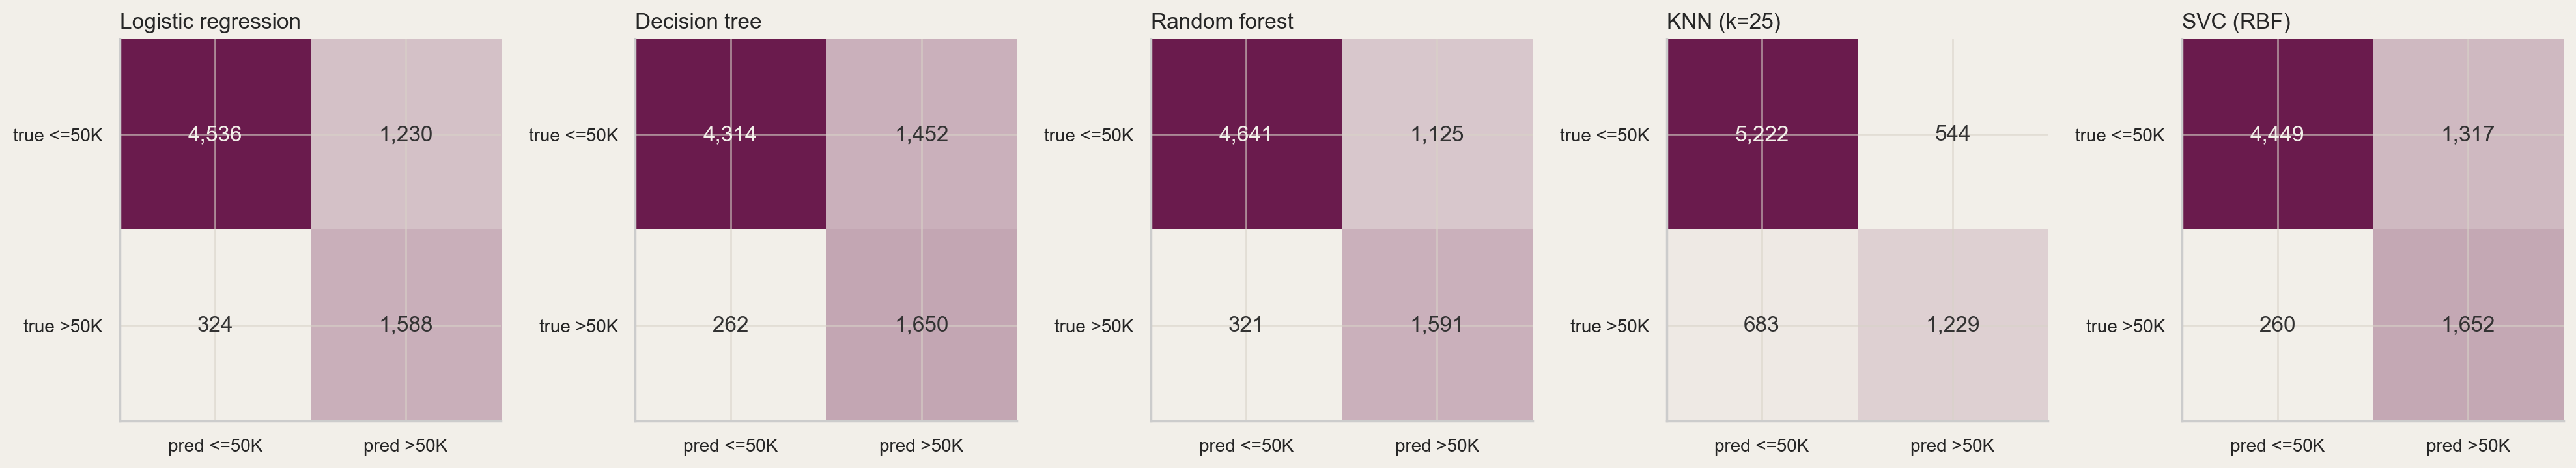 Logistic regression
true <=50K
4,536
1,230
true >50K
324
1,588
pred <=50K
pred >50K
Decision tree
true <=50K
4,314
1,452
true >50K
262
1,650
pred <=50K
pred >50K
Random forest
true <=50K
4,641
1,125
true >50K
321
1,591
pred <=50K
pred >50K
KNN (k=25)
true <=50K
5,222
544
true >50K
683
1,229
pred <=50K
pred >50K
SVC (RBF)
true <=50K
4,449
1,317
true >50K
260
1,652
pred <=50K
pred >50K